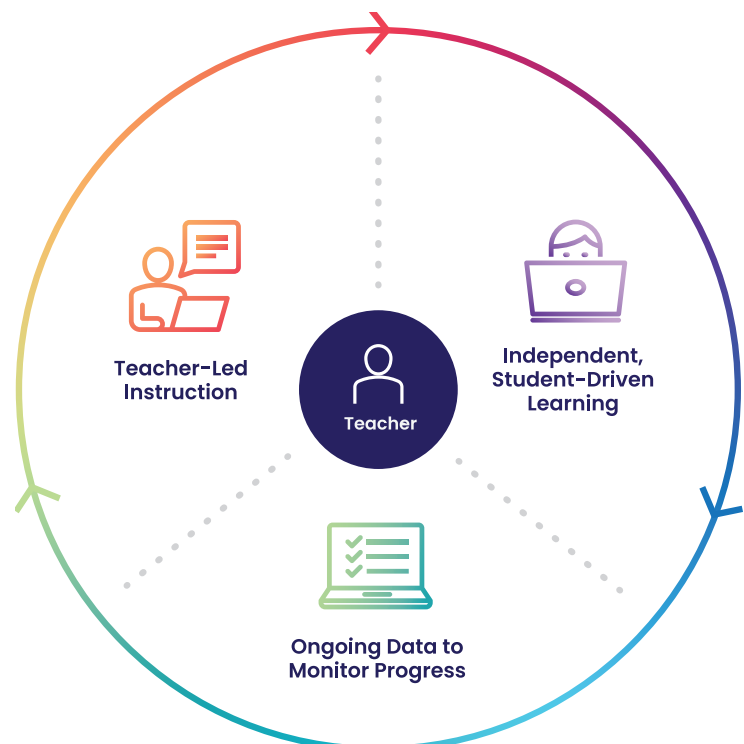 Teacher-Led
Instruction
Independent,
Student-Driven
Learning
Teacher
Ongoing Data to
Monitor Progress